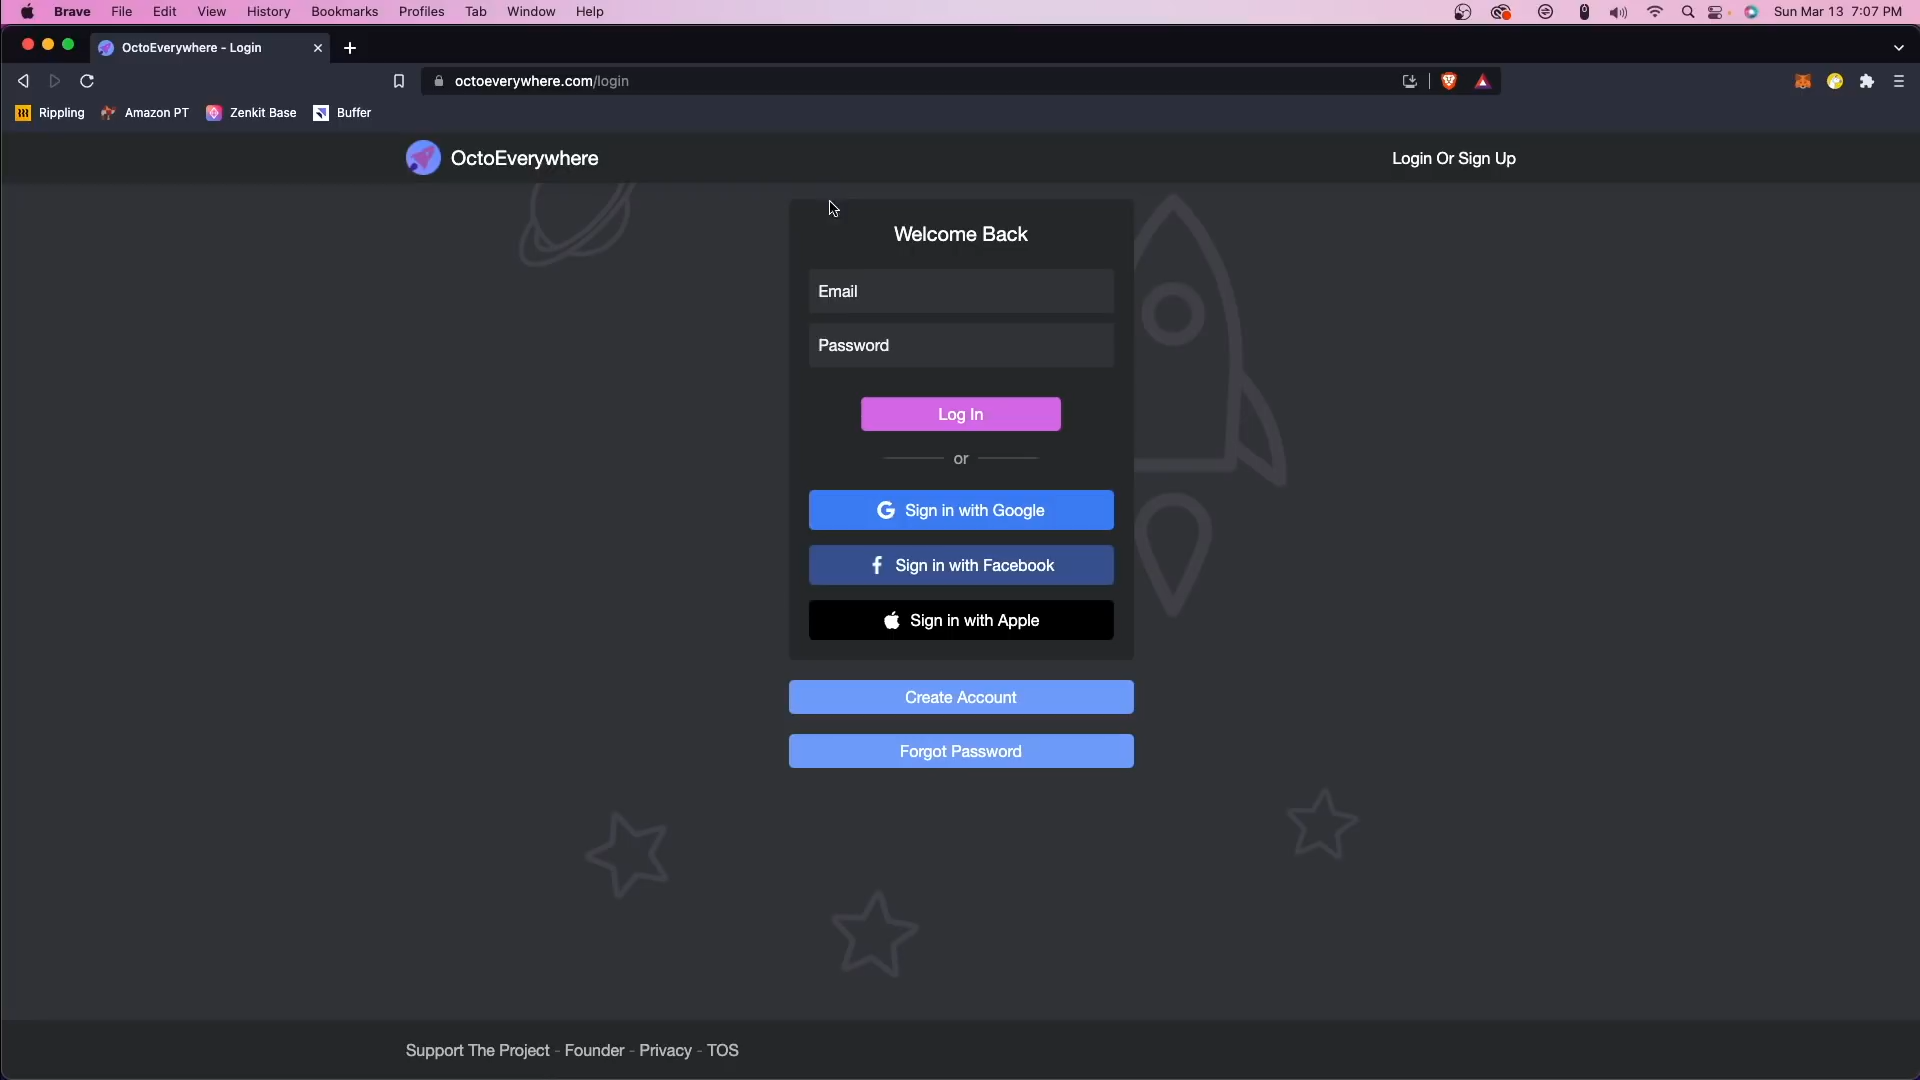 Brave File Edit View History Bookmarks Profiles Tab Window Help Sun Mar 13 7:07 PM
OctoEverywhere - Login
octoeverywhere.com/login
Rippling Amazon PT Zenkit Base Buffer
OctoEverywhere Login Or Sign Up
Welcome Back
Email
Password
Log In
or
Sign in with Google
Sign in with Facebook
Sign in with Apple
Create Account
Forgot Password
Support The Project - Founder - Privacy - TOS